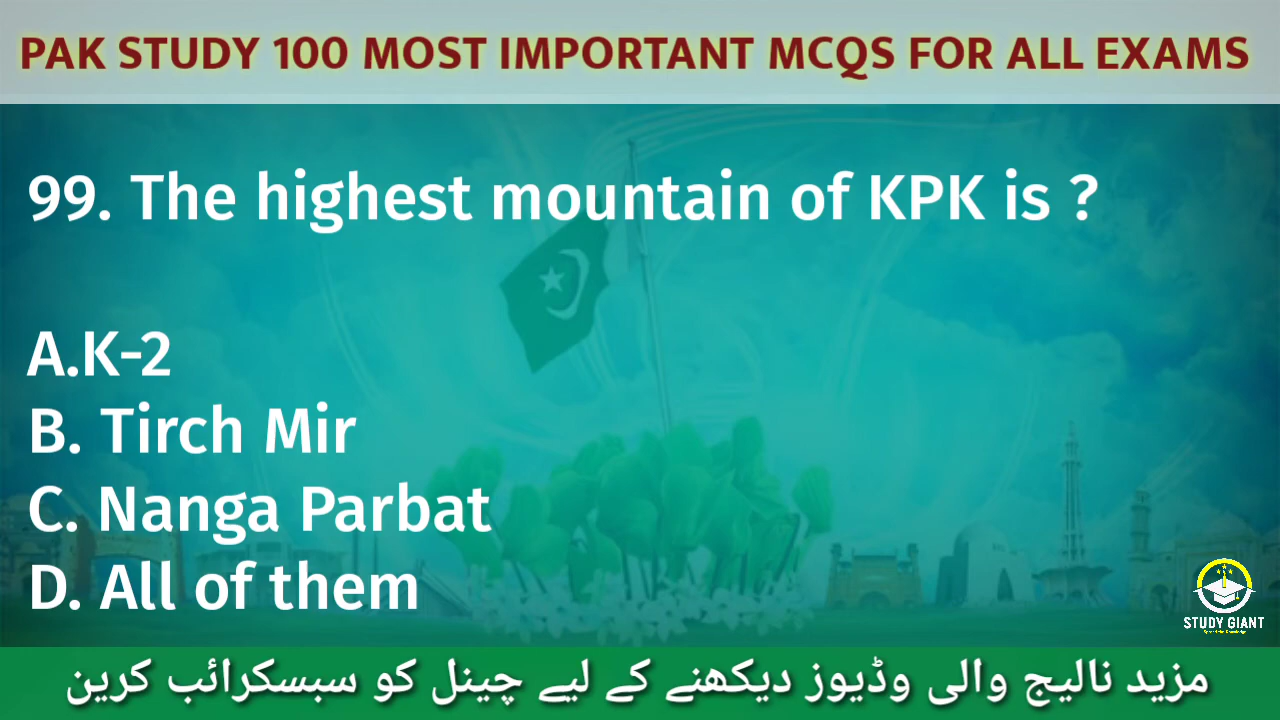 PAK STUDY 100 MOST IMPORTANT MCQS FOR ALL EXAMS
99. The highest mountain of KPK is ?
A.K-2
B. Tirch Mir
C. Nanga Parbat
D. All of them
STUDY GIANT
مزید نالیج والی وڈیوز دیکھنے کے لیے چینل کو سبسکرائب کریں